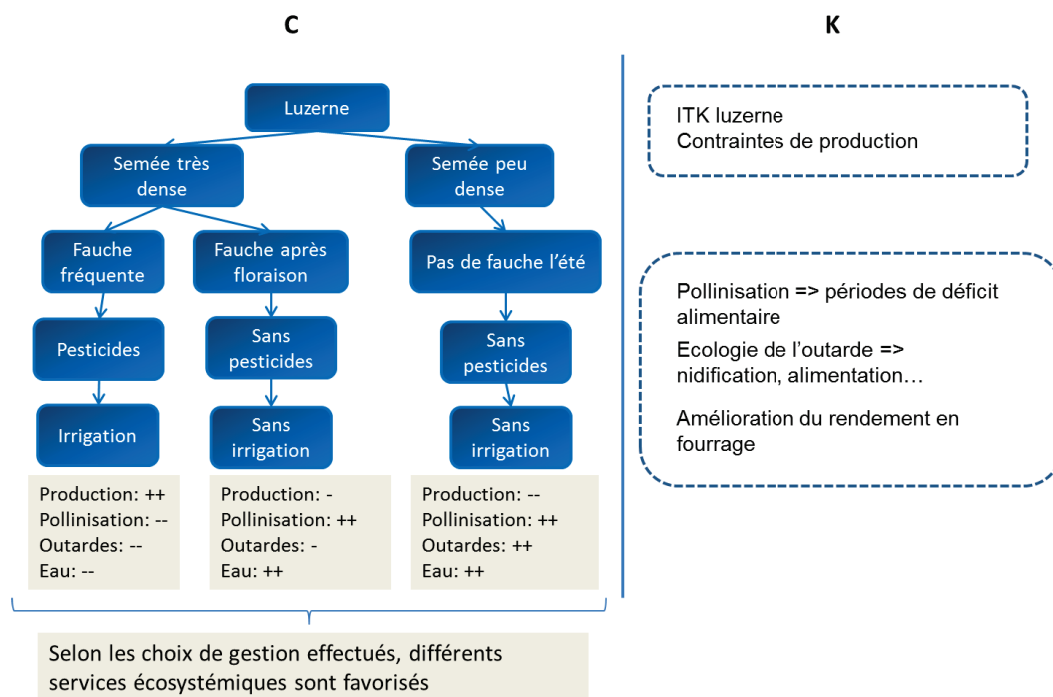 C
Luzerne
Semée très
dense
Semée peu
dense
Fauche
fréquente
Fauche après
floraison
Pas de fauche l'été
Pesticides
Sans
pesticides
Sans
pesticides
Irrigation
Sans
irrigation
Sans
irrigation
Production: ++
Pollinisation: --
Outardes: --
Eau: --
Production: -
Pollinisation: ++
Outardes: -
Eau: ++
Production: --
Pollinisation: ++
Outardes: ++
Eau: ++
Selon les choix de gestion effectués, différents
services écosystémiques sont favorisés
K
ITK luzerne
Contraintes de production
Pollinisation => périodes de déficit
alimentaire
Ecologie de l'outarde =>
nidification, alimentation…
Amélioration du rendement en
fourrage